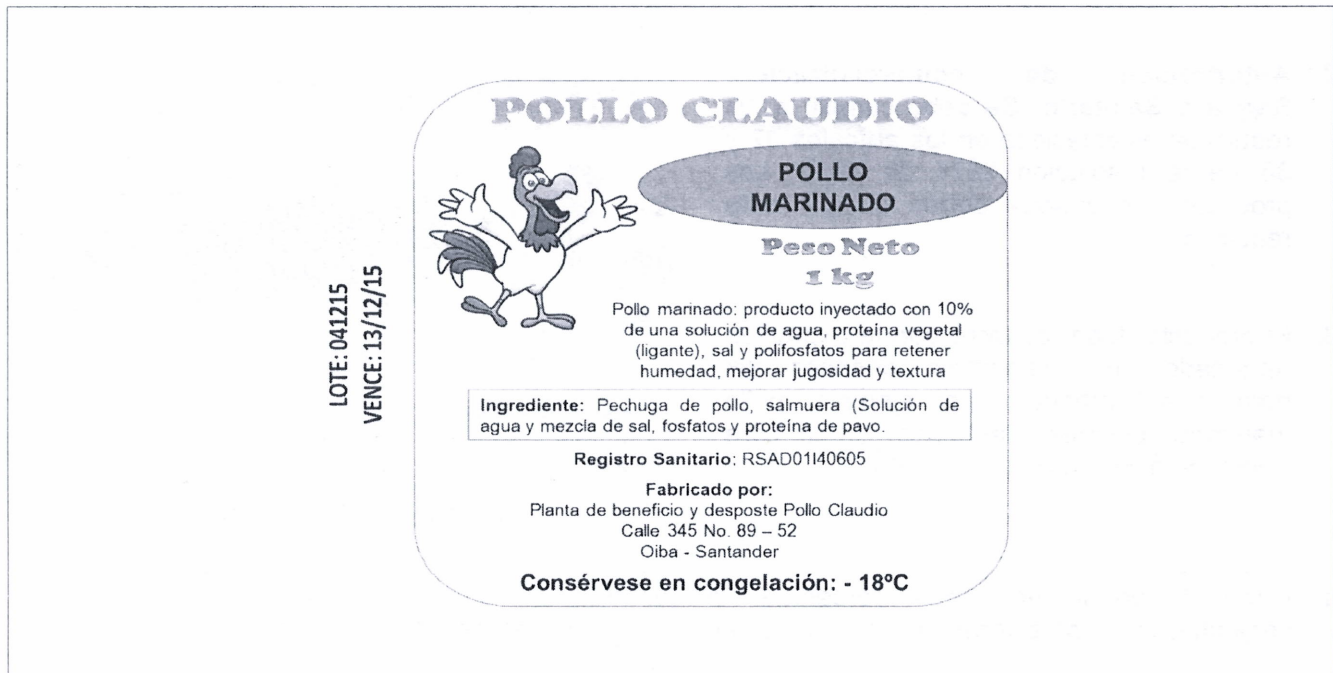 POLLO CLAUDIO
POLLO
MARINADO
Peso Neto
1 kg
Pollo marinado: producto inyectado con 10%
de una solución de agua, proteína vegetal
(ligante), sal y polifosfatos para retener
humedad, mejorar jugosidad y textura
Ingrediente: Pechuga de pollo, salmuera (Solución de
agua y mezcla de sal, fosfatos y proteína de pavo.
Registro Sanitario: RSAD01I40605
Fabricado por:
Planta de beneficio y desposte Pollo Claudio
Calle 345 No. 89 – 52
Oiba - Santander
Consérvese en congelación: - 18ºC
LOTE: 041215
VENCE: 13/12/15